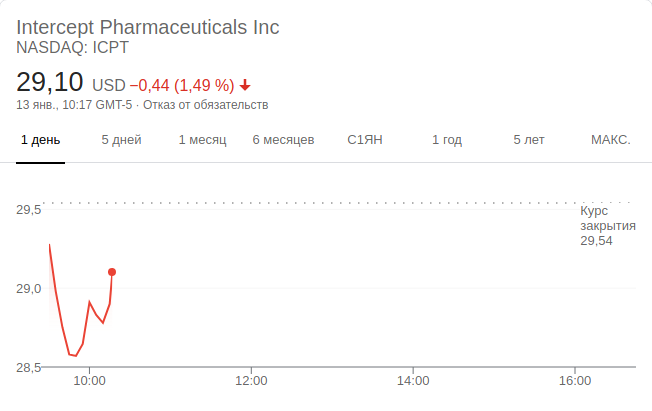 Intercept Pharmaceuticals Inc
NASDAQ: ICPT
29,10 USD −0,44 (1,49 %)
13 янв., 10:17 GMT-5 · Отказ от обязательств
1 день 5 дней 1 месяц 6 месяцев С1ЯН 1 год 5 лет МАКС.
29,5
Курс
закрытия
29,54
29,0
28,5
10:00 12:00 14:00 16:00